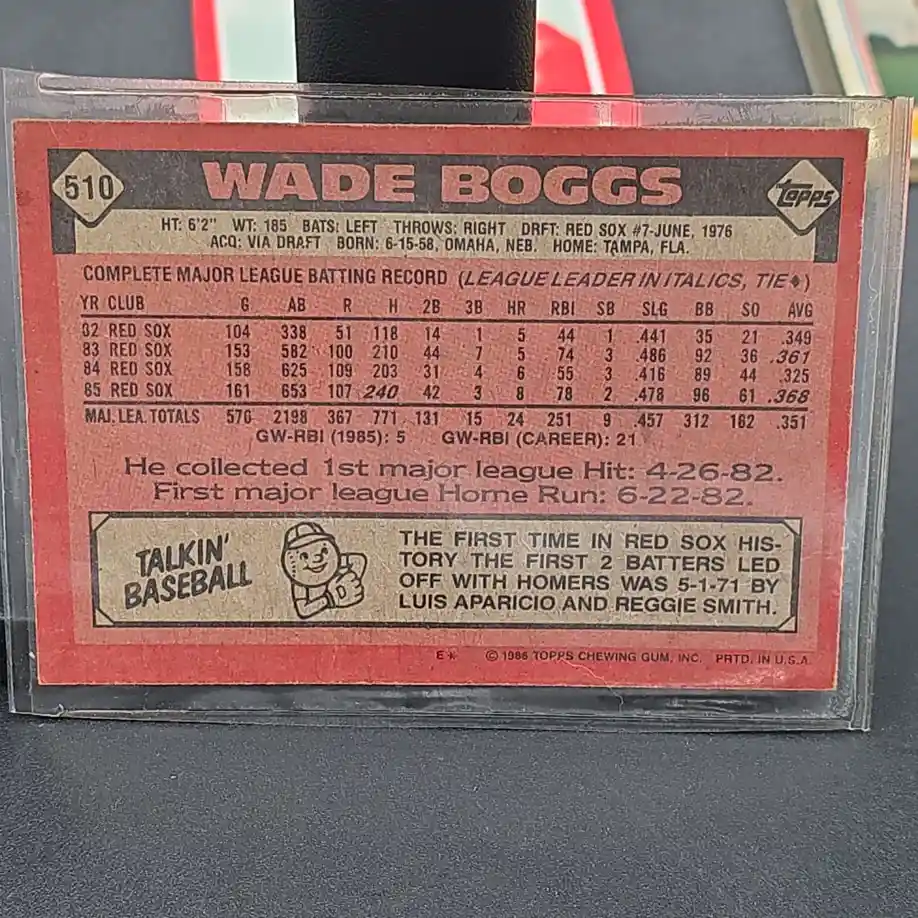 510 WADE BOGGS Topps
HT: 6'2" WT: 185 BATS: LEFT THROWS: RIGHT DRFT: RED SOX #7-JUNE, 1976
ACQ: VIA DRAFT BORN: 6-15-58, OMAHA, NEB. HOME: TAMPA, FLA.
COMPLETE MAJOR LEAGUE BATTING RECORD (LEAGUE LEADER IN ITALICS, TIE♦)
YR CLUB G AB R H 2B 3B HR RBI SB SLG BB SO AVG
82 RED SOX 104 338 51 118 14 1 5 44 1 .441 35 21 .349
83 RED SOX 153 582 100 210 44 7 5 74 3 .486 92 36 .361
84 RED SOX 158 625 109 203 31 4 6 55 3 .416 89 44 .325
85 RED SOX 161 653 107 240 42 3 8 78 2 .478 96 61 .368
MAJ. LEA. TOTALS 576 2198 367 771 131 15 24 251 9 .457 312 162 .351
GW-RBI (1985): 5 GW-RBI (CAREER): 21
He collected 1st major league Hit: 4-26-82.
First major league Home Run: 6-22-82.
TALKIN'
BASEBALL
THE FIRST TIME IN RED SOX HIS-
TORY THE FIRST 2 BATTERS LED
OFF WITH HOMERS WAS 5-1-71 BY
LUIS APARICIO AND REGGIE SMITH.
E* © 1986 TOPPS CHEWING GUM, INC. PRTD. IN U.S.A.